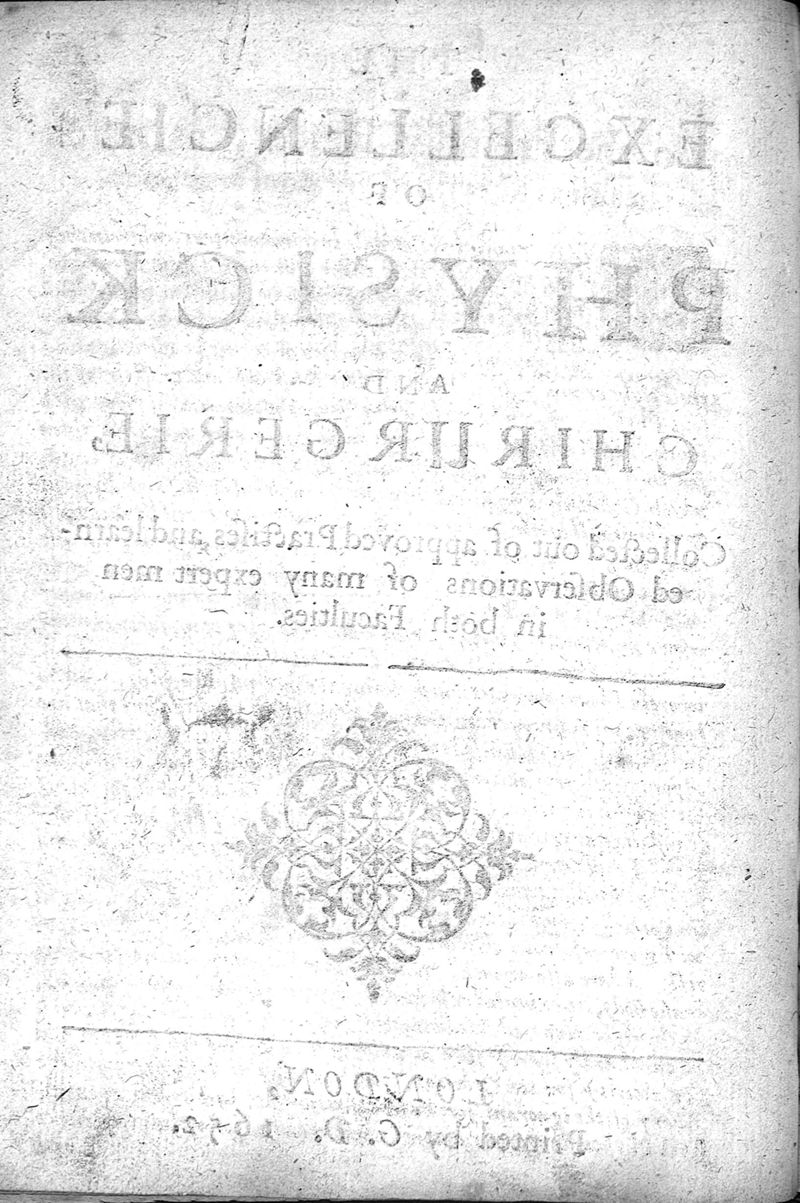 THE
EXCELLENCIE
OF
PHYSICK
AND
CHIRURGERIE,
Collected out of approved Practiſes, and learn-
ed Obſervations of many expert men
in both Faculties.
LONDON,
Printed by G. D. 1652.